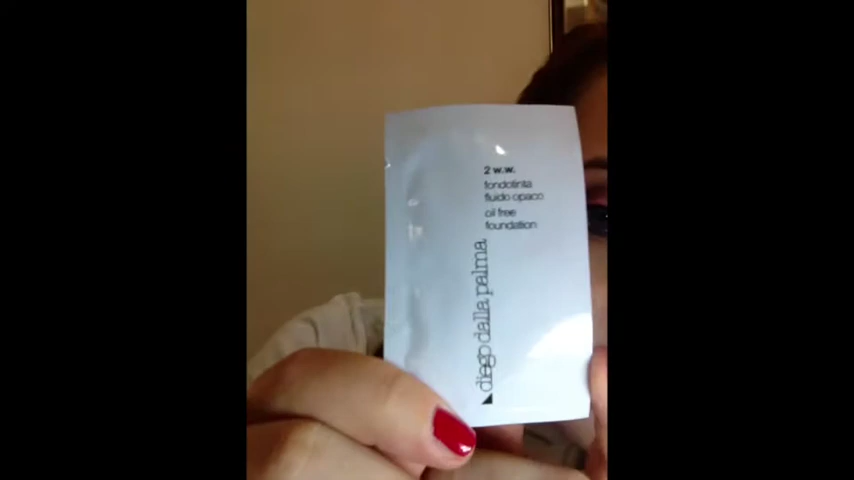 2 w.w.
fondotinta
fluido opaco
oil free
foundation
diego dalla palma